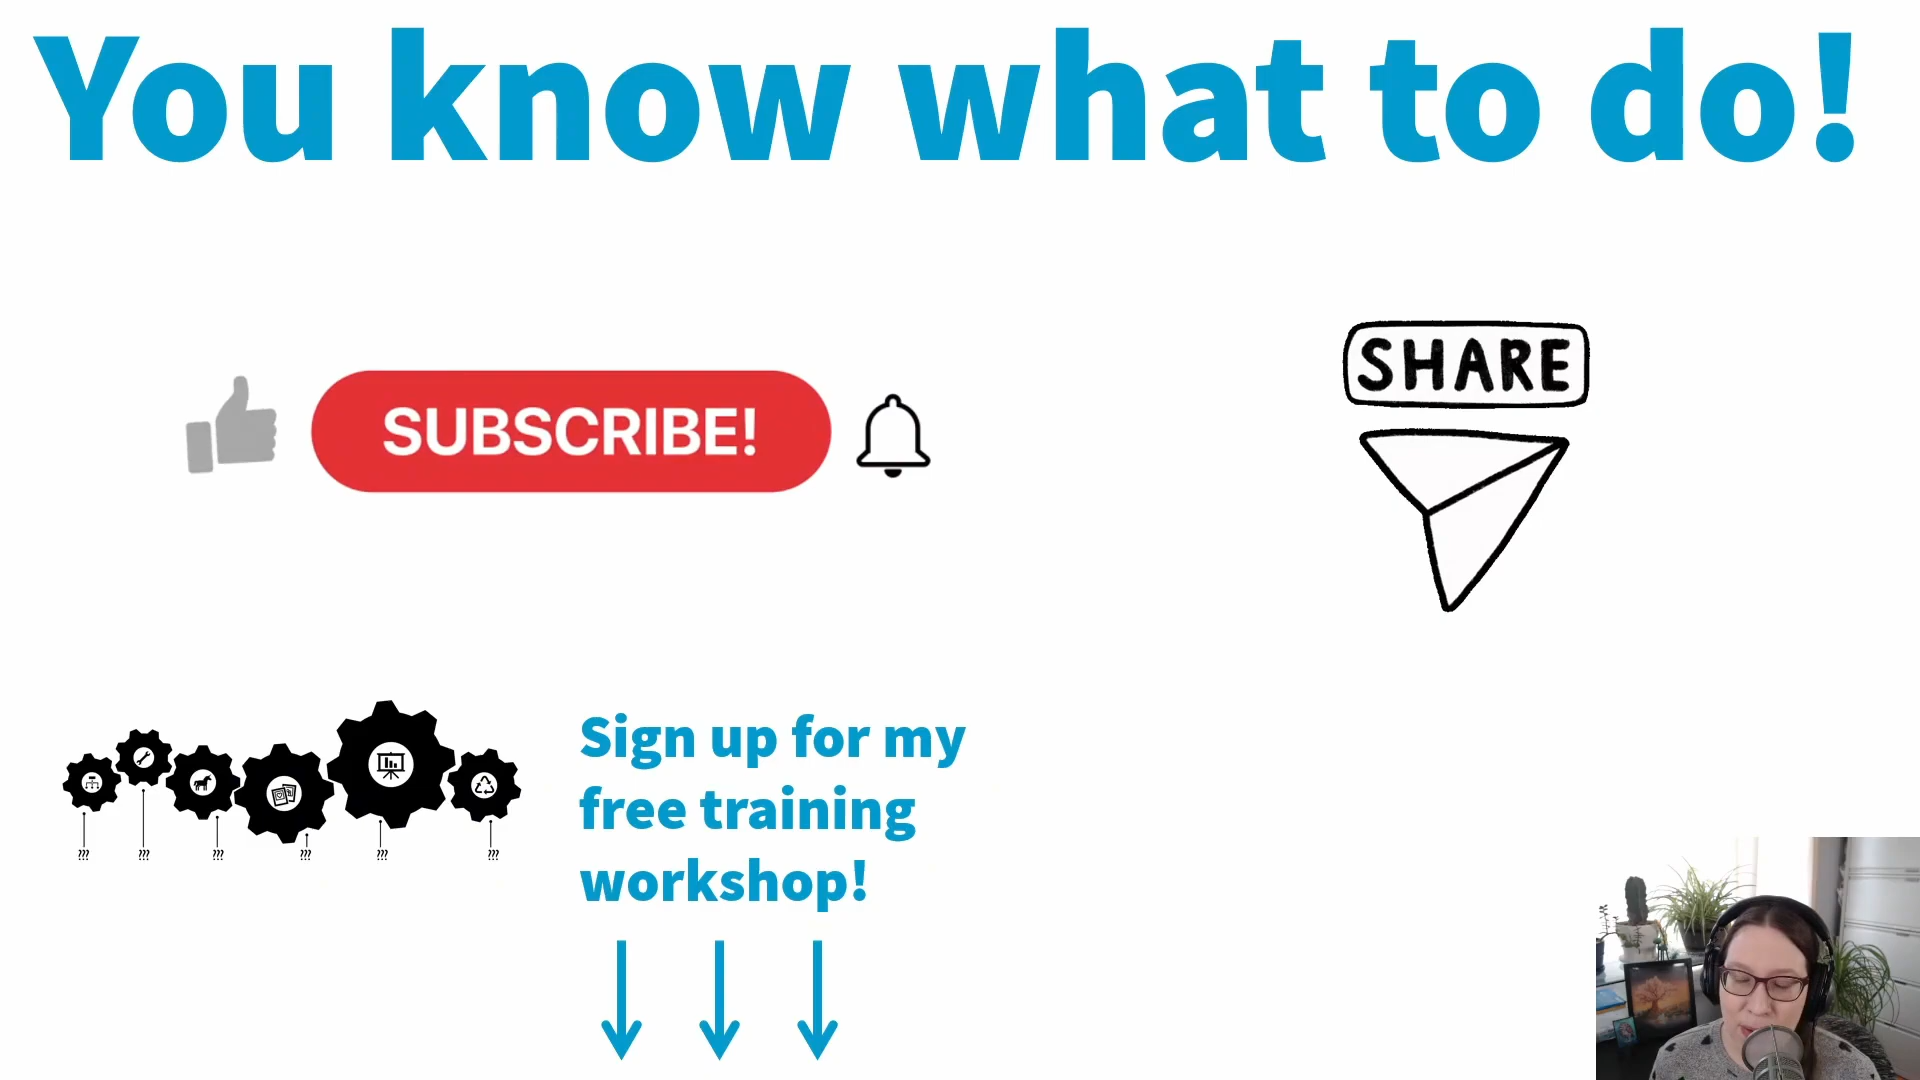 You know what to do!
SUBSCRIBE!
SHARE
Sign up for my
free training
workshop!
??? ??? ??? ??? ??? ???